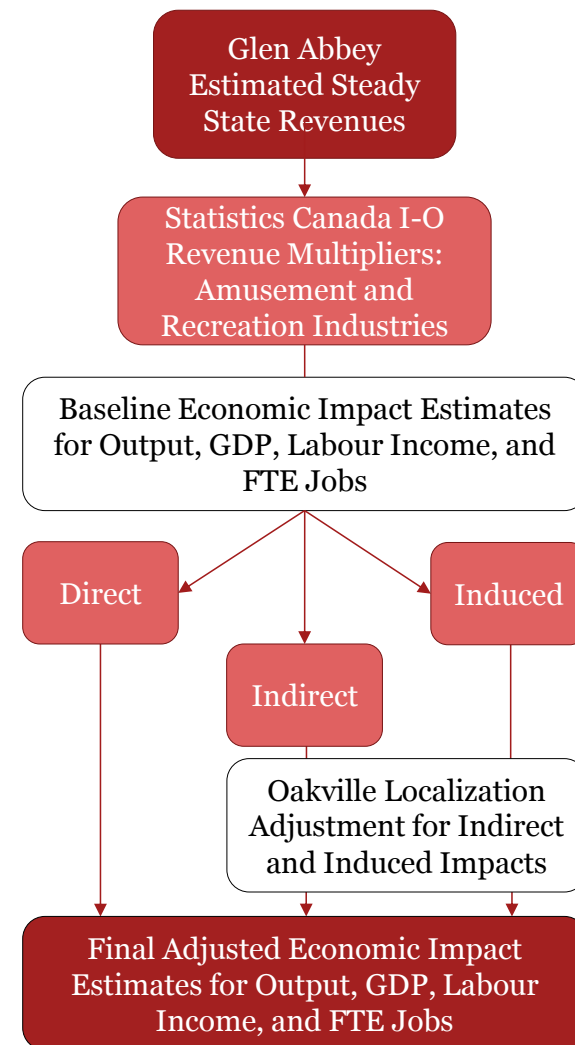 Glen Abbey
Estimated Steady
State Revenues
Statistics Canada I-O
Revenue Multipliers:
Amusement and
Recreation Industries
Baseline Economic Impact Estimates
for Output, GDP, Labour Income, and
FTE Jobs
Direct
Induced
Indirect
Oakville Localization
Adjustment for Indirect
and Induced Impacts
Final Adjusted Economic Impact
Estimates for Output, GDP, Labour
Income, and FTE Jobs